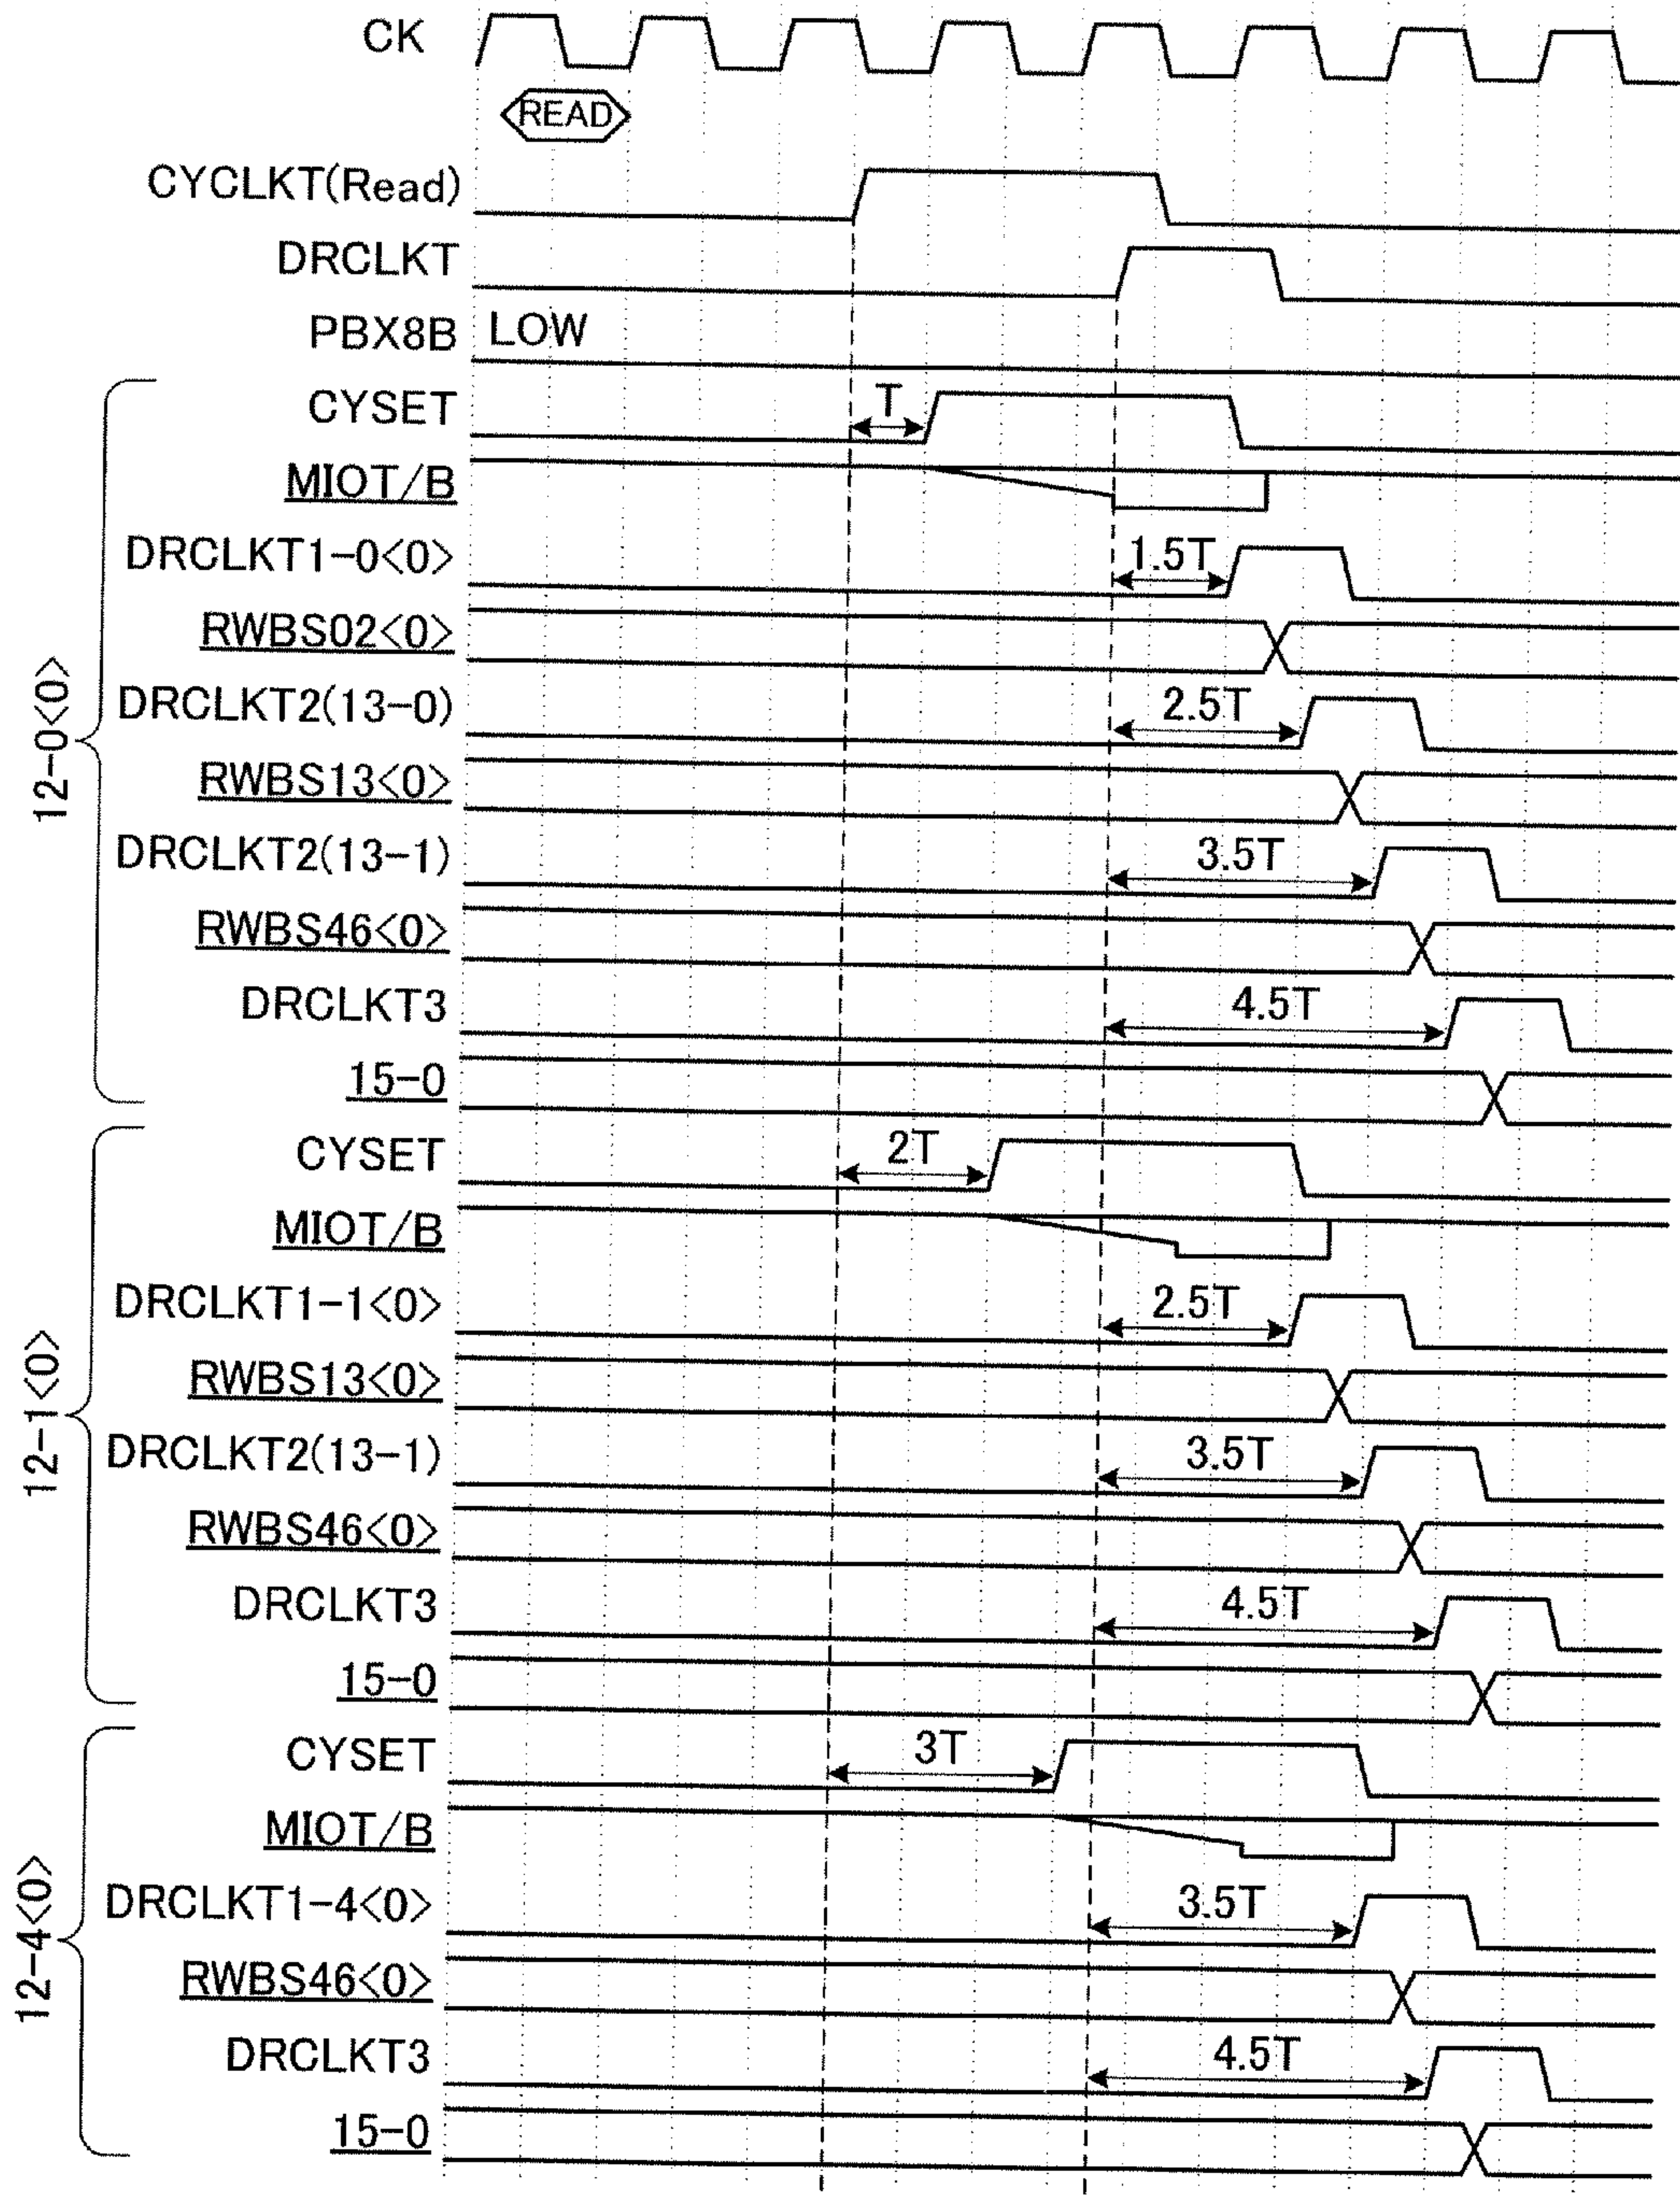 CK
READ
CYCLKT(Read)
DRCLKT
PBX8B LOW
12-0<0>
CYSET T
MIOT/B
DRCLKT1-0<0> 1.5T
RWBS02<0>
DRCLKT2(13-0) 2.5T
RWBS13<0>
DRCLKT2(13-1) 3.5T
RWBS46<0>
DRCLKT3 4.5T
15-0
12-1<0>
CYSET 2T
MIOT/B
DRCLKT1-1<0> 2.5T
RWBS13<0>
DRCLKT2(13-1) 3.5T
RWBS46<0>
DRCLKT3 4.5T
15-0
12-4<0>
CYSET 3T
MIOT/B
DRCLKT1-4<0> 3.5T
RWBS46<0>
DRCLKT3 4.5T
15-0